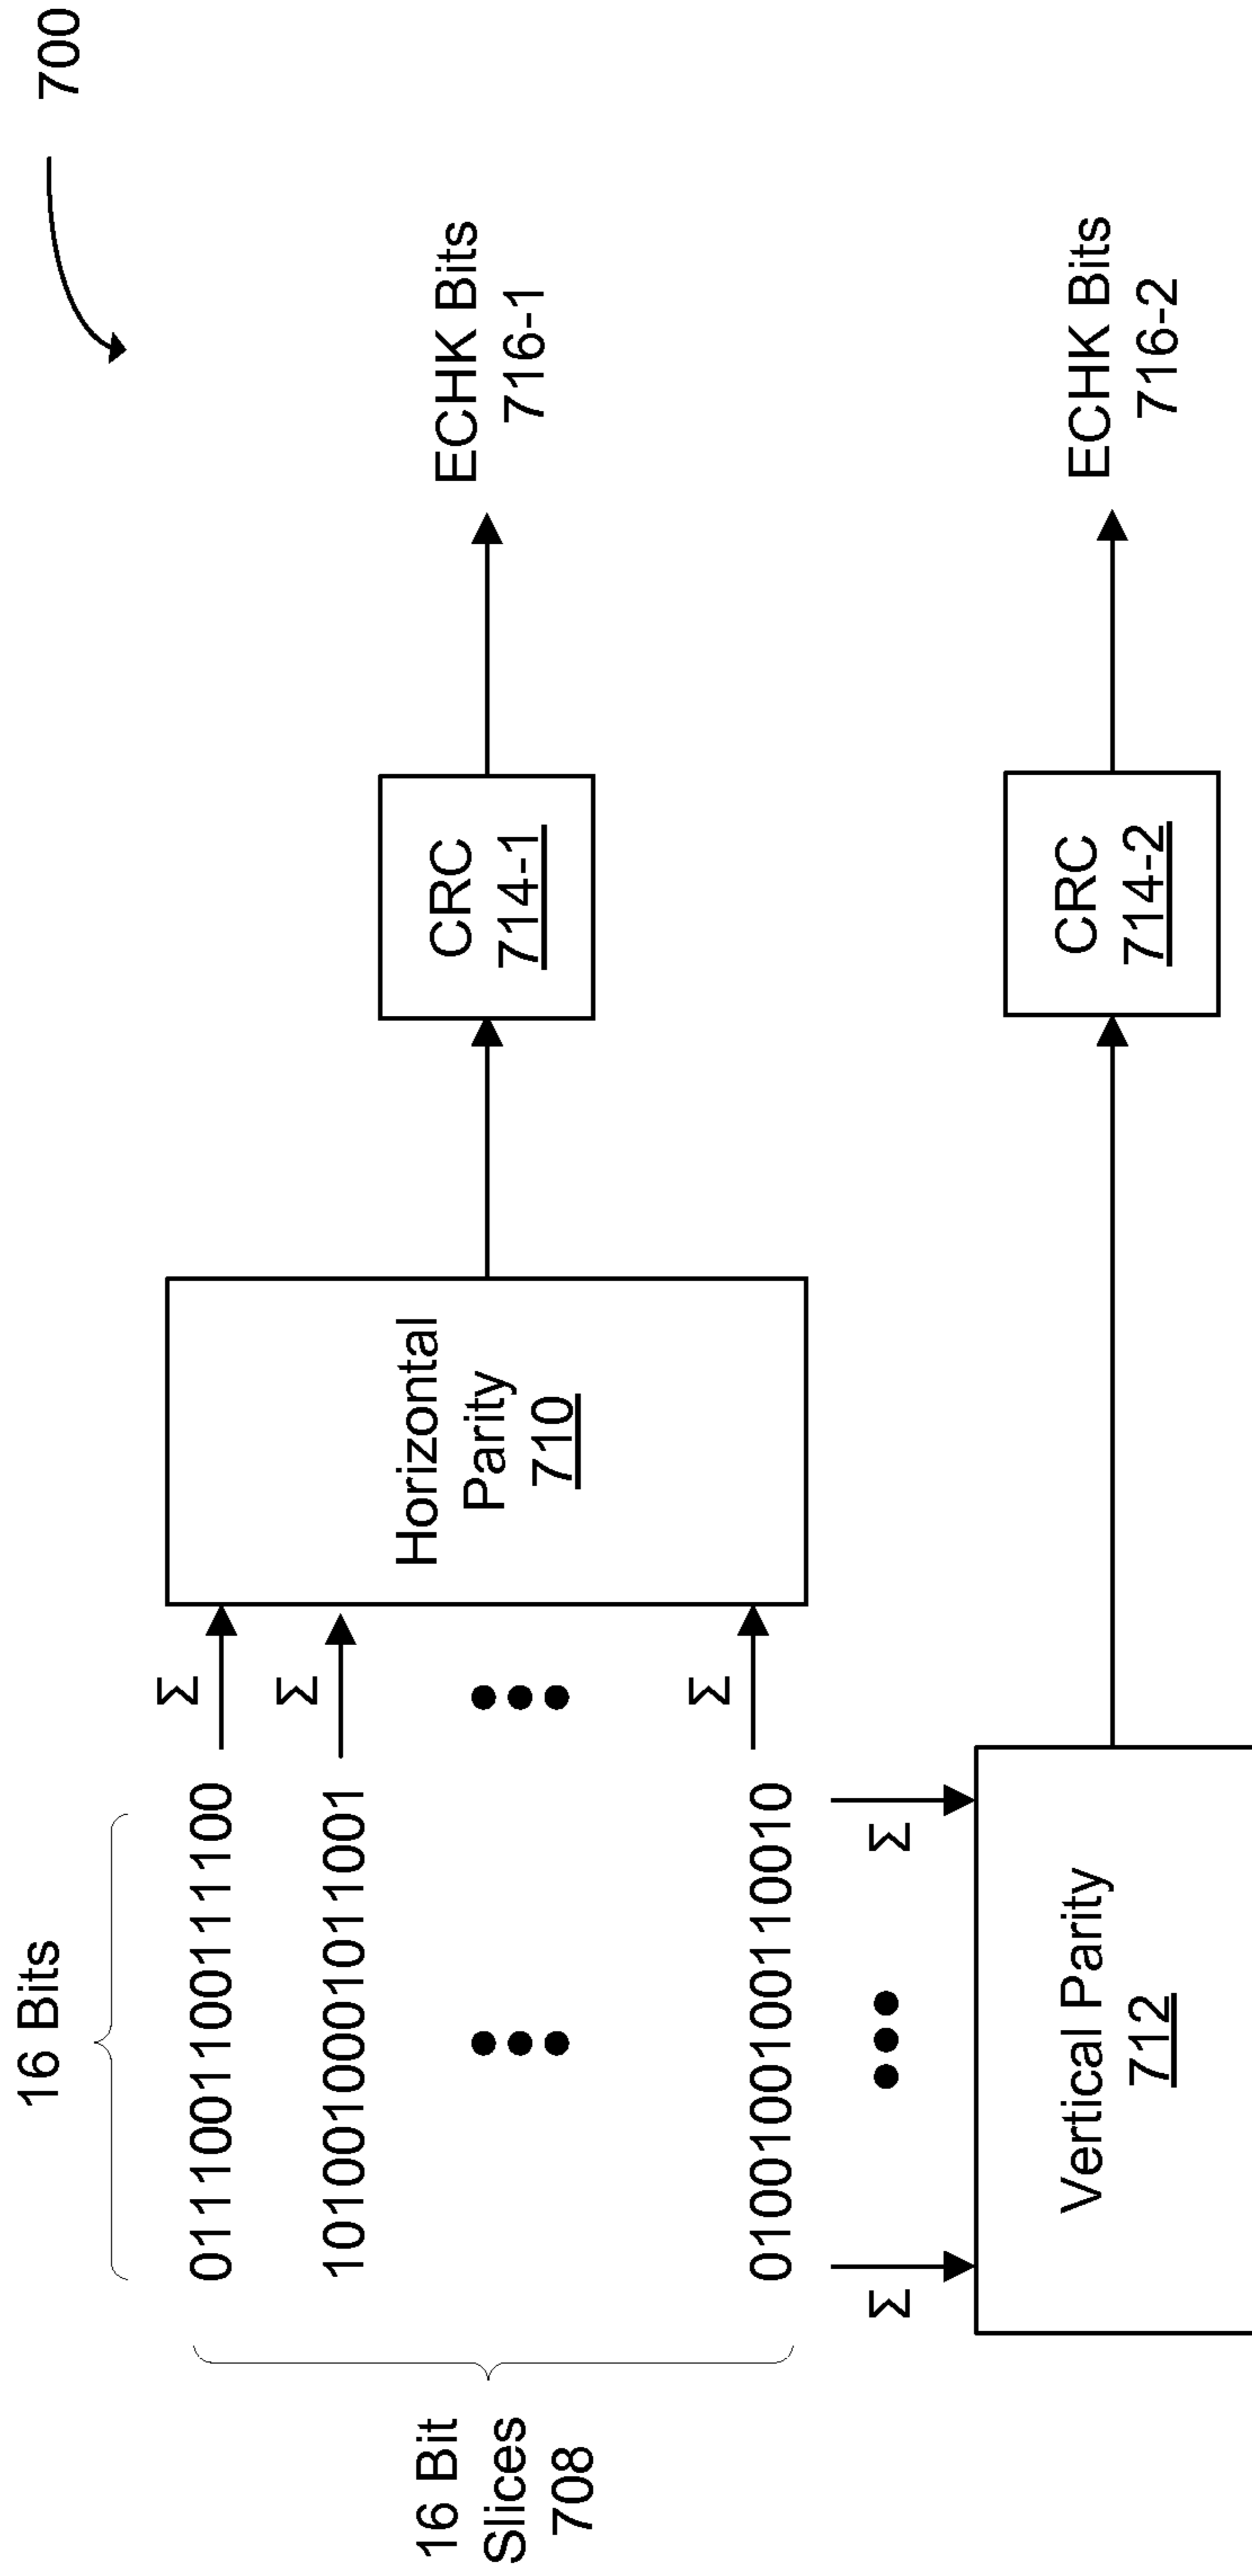 700
16 Bits
0111001100111100
Σ
1010010001011001
Σ
16 Bit
Slices
708
Horizontal
Parity
710
CRC
714-1
ECHK Bits
716-1
0100100100110010
Σ
Σ
Σ
Vertical Parity
712
CRC
714-2
ECHK Bits
716-2